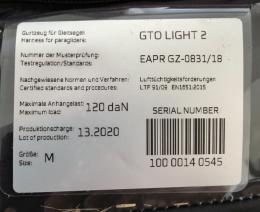 Gurtzeug für Gleitsegel:
Harness for paragliders:
GTO LIGHT 2
Nummer der Musterprüfung:
Testregulation/Standards:
EAPR GZ-0831/18
Nachgewiesene Normen und Verfahren:
Certified standards and procedures:
Lufttüchtigkeitsforderungen
LTF 91/09 EN1651:2015
Maximale Anhängelast:
Maximum load:
120 daN
Produktionscharge:
Lot of production:
13.2020
Größe:
Size:
M
SERIAL NUMBER
100 0014 0545